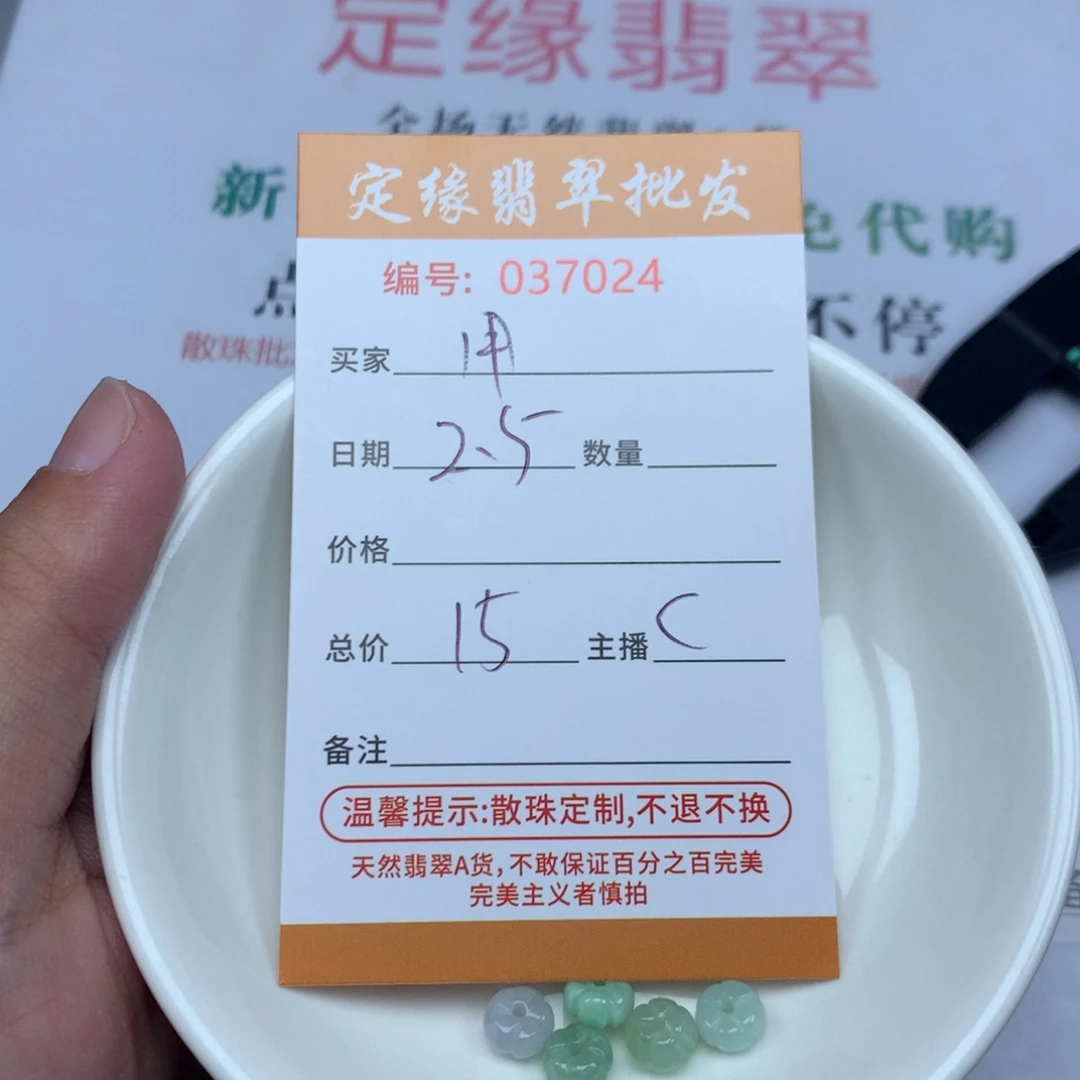 定缘翡翠
新
免代购
点
不停
散珠批
定缘翡翠批发
编号: 037024
买家
日期 2.5 数量
价格
总价 15 主播 C
备注
温馨提示:散珠定制,不退不换
天然翡翠A货,不敢保证百分之百完美
完美主义者慎拍